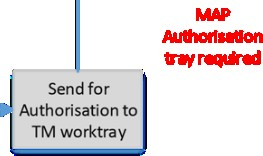 MAP
Authorisation
tray required
Send for
Authorisation to
TM worktray